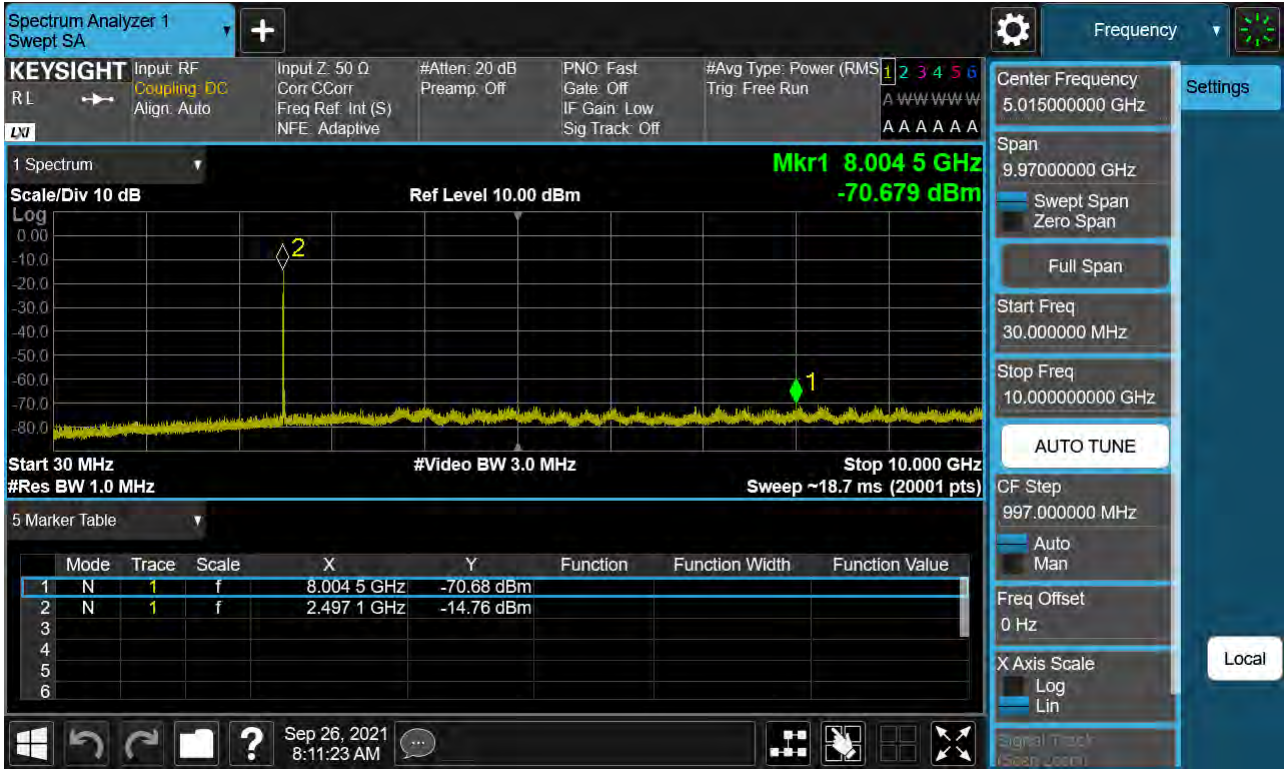 Spectrum Analyzer 1
Swept SA
Frequency
KEYSIGHT
RL
LXI
Input: RF
Coupling: DC
Align: Auto
Input Z: 50 Ω
Corr CCorr
Freq Ref: Int (S)
NFE: Adaptive
#Atten: 20 dB
Preamp: Off
PNO: Fast
Gate: Off
IF Gain: Low
Sig Track: Off
#Avg Type: Power (RMS
Trig: Free Run
1 2 3 4 5 6
A W W W W W
A A A A A A
1 Spectrum
Mkr1 8.004 5 GHz
Scale/Div 10 dB
Ref Level 10.00 dBm
-70.679 dBm
Log
0.00
-10.0
-20.0
-30.0
-40.0
-50.0
-60.0
-70.0
-80.0
2
1
Start 30 MHz
#Video BW 3.0 MHz
Stop 10.000 GHz
#Res BW 1.0 MHz
Sweep ~18.7 ms (20001 pts)
5 Marker Table
Mode Trace Scale X Y Function Function Width Function Value
1 N 1 f 8.004 5 GHz -70.68 dBm
2 N 1 f 2.497 1 GHz -14.76 dBm
3
4
5
6
Sep 26, 2021
8:11:23 AM
Center Frequency
5.015000000 GHz
Span
9.97000000 GHz
Swept Span
Zero Span
Full Span
Start Freq
30.000000 MHz
Stop Freq
10.000000000 GHz
AUTO TUNE
CF Step
997.000000 MHz
Auto
Man
Freq Offset
0 Hz
X Axis Scale
Log
Lin
Signal Track
(Span Zoom)
Settings
Local